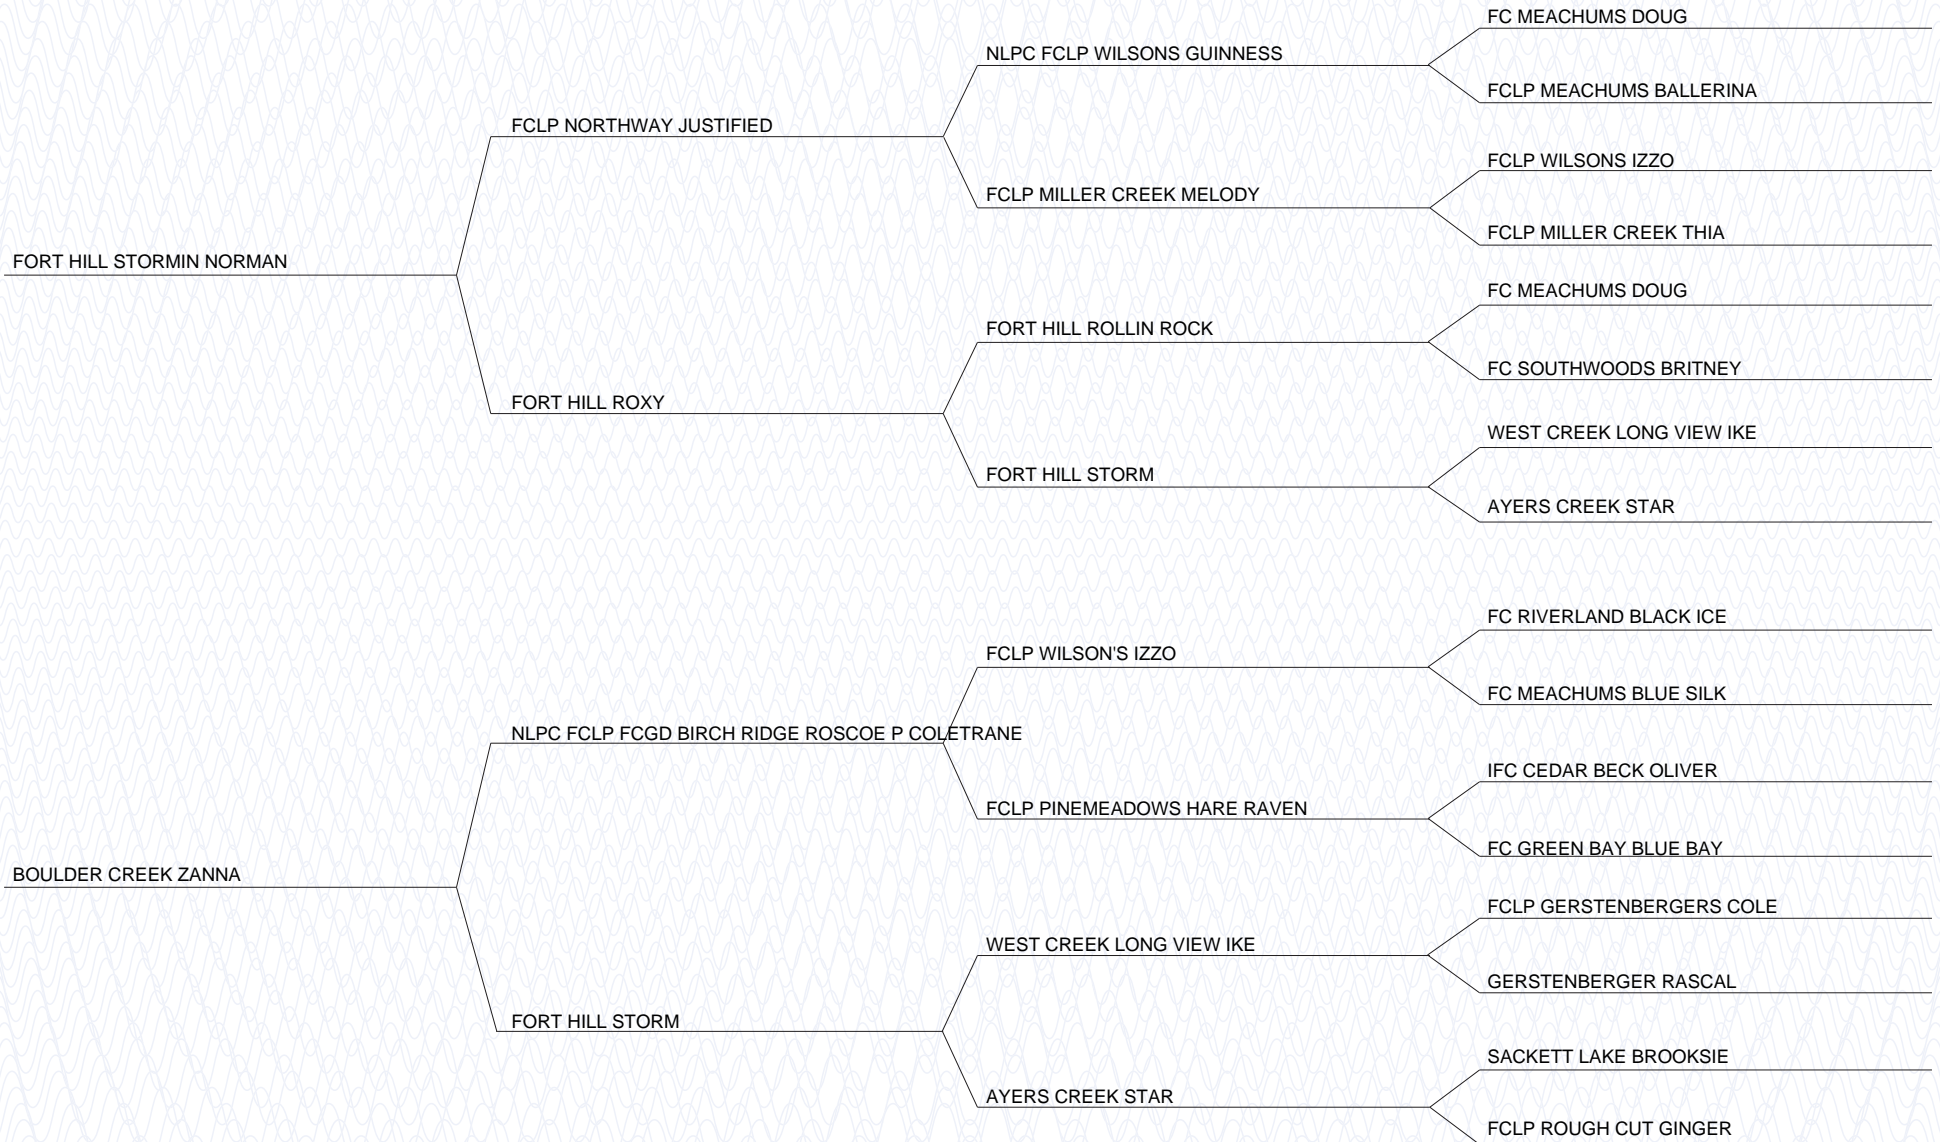 FC MEACHUMS DOUG
NLPC FCLP WILSONS GUINNESS
FCLP MEACHUMS BALLERINA
FCLP NORTHWAY JUSTIFIED
FCLP WILSONS IZZO
FCLP MILLER CREEK MELODY
FCLP MILLER CREEK THIA
FORT HILL STORMIN NORMAN
FC MEACHUMS DOUG
FORT HILL ROLLIN ROCK
FC SOUTHWOODS BRITNEY
FORT HILL ROXY
WEST CREEK LONG VIEW IKE
FORT HILL STORM
AYERS CREEK STAR
FC RIVERLAND BLACK ICE
FCLP WILSON'S IZZO
FC MEACHUMS BLUE SILK
NLPC FCLP FCGD BIRCH RIDGE ROSCOE P COLETRANE
IFC CEDAR BECK OLIVER
FCLP PINEMEADOWS HARE RAVEN
FC GREEN BAY BLUE BAY
BOULDER CREEK ZANNA
FCLP GERSTENBERGERS COLE
WEST CREEK LONG VIEW IKE
GERSTENBERGER RASCAL
FORT HILL STORM
SACKETT LAKE BROOKSIE
AYERS CREEK STAR
FCLP ROUGH CUT GINGER